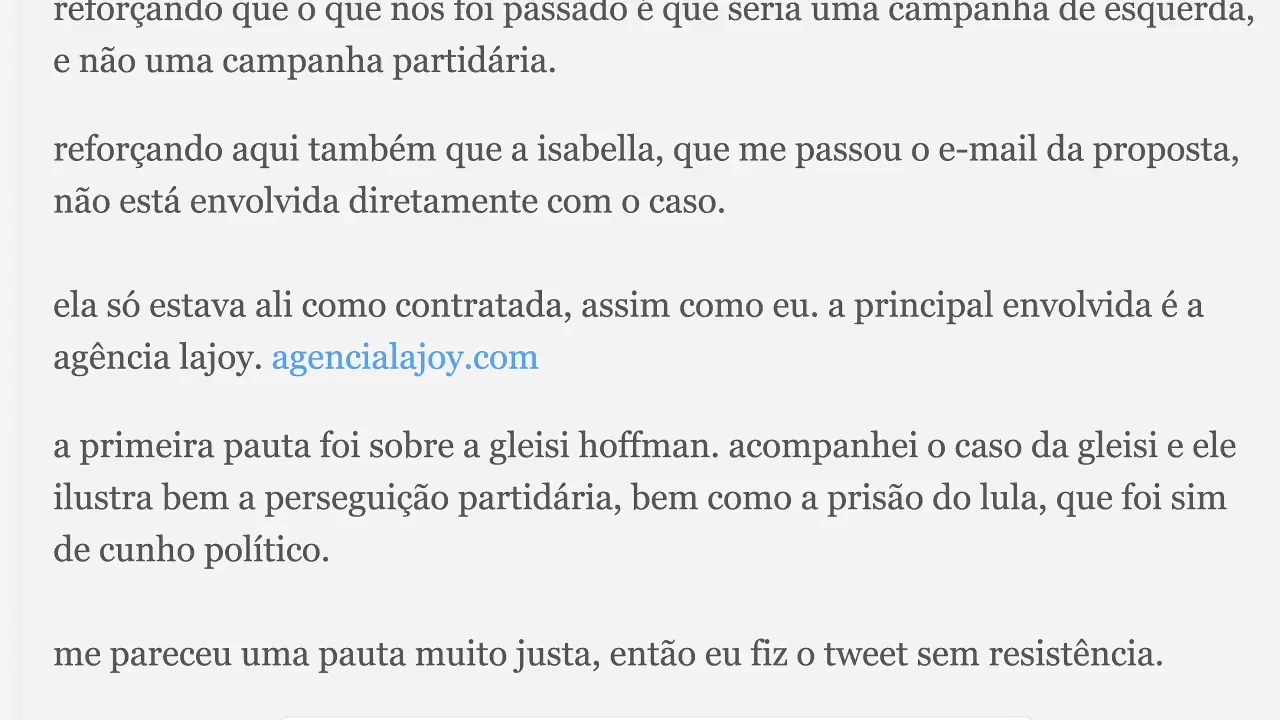 reforçando que o que nos foi passado é que seria uma campanha de esquerda,
e não uma campanha partidária.
reforçando aqui também que a isabella, que me passou o e-mail da proposta,
não está envolvida diretamente com o caso.
ela só estava ali como contratada, assim como eu. a principal envolvida é a
agência lajoy. agencialajoy.com
a primeira pauta foi sobre a gleisi hoffman. acompanhei o caso da gleisi e ele
ilustra bem a perseguição partidária, bem como a prisão do lula, que foi sim
de cunho político.
me pareceu uma pauta muito justa, então eu fiz o tweet sem resistência.